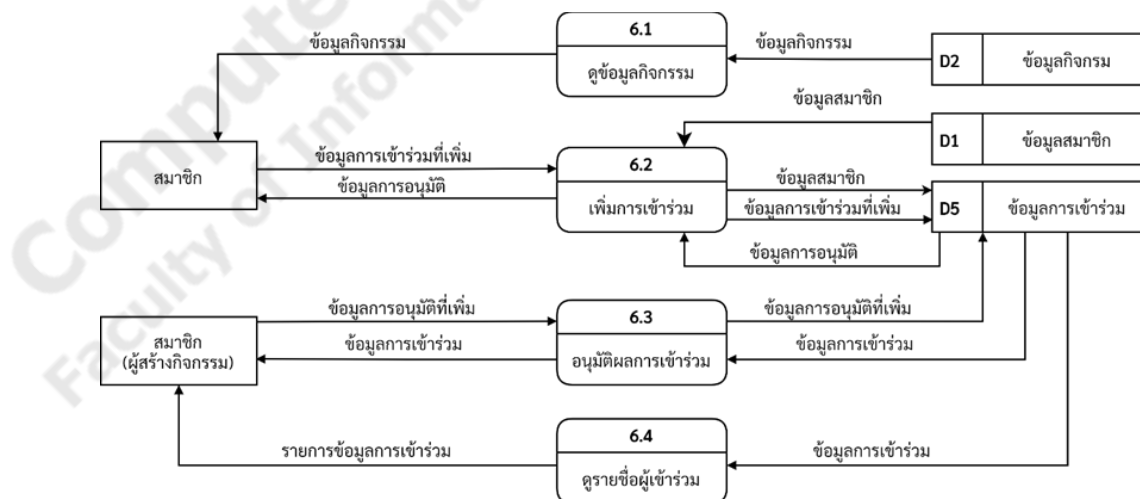 6.1
ข้อมูลกิจกรรม
ข้อมูลกิจกรรม
D2
ข้อมูลกิจกรม
ดูข้อมูลกิจกรรม
ข้อมูลสมาชิก
D1
ข้อมูลสมาชิก
ข้อมูลการเข้าร่วมที่เพิ่ม
6.2
สมาชิก
ข้อมูลการอนุมัติ
เพิ่มการเข้าร่วม
ข้อมูลสมาชิก
ข้อมูลการเข้าร่วมที่เพิ่ม
D5
ข้อมูลการเข้าร่วม
ข้อมูลการอนุมัติ
ข้อมูลการอนุมัติที่เพิ่ม
6.3
ข้อมูลการอนุมัติที่เพิ่ม
สมาชิก
(ผู้สร้างกิจกรรม)
ข้อมูลการเข้าร่วม
อนุมัติผลการเข้าร่วม
ข้อมูลการเข้าร่วม
6.4
รายการข้อมูลการเข้าร่วม
ดูรายชื่อผู้เข้าร่วม
ข้อมูลการเข้าร่วม
Compute
Faculty of Informa